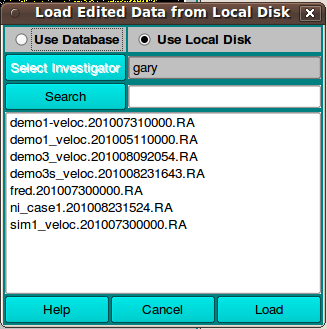 Load Edited Data from Local Disk
Use Database Use Local Disk
Select Investigator gary
Search
demo1-veloc.201007310000.RA
demo1_veloc.201005110000.RA
demo3_veloc.201008092054.RA
demo3s_veloc.201008231643.RA
fred.201007300000.RA
ni_case1.201008231524.RA
sim1_veloc.201007300000.RA
Help Cancel Load